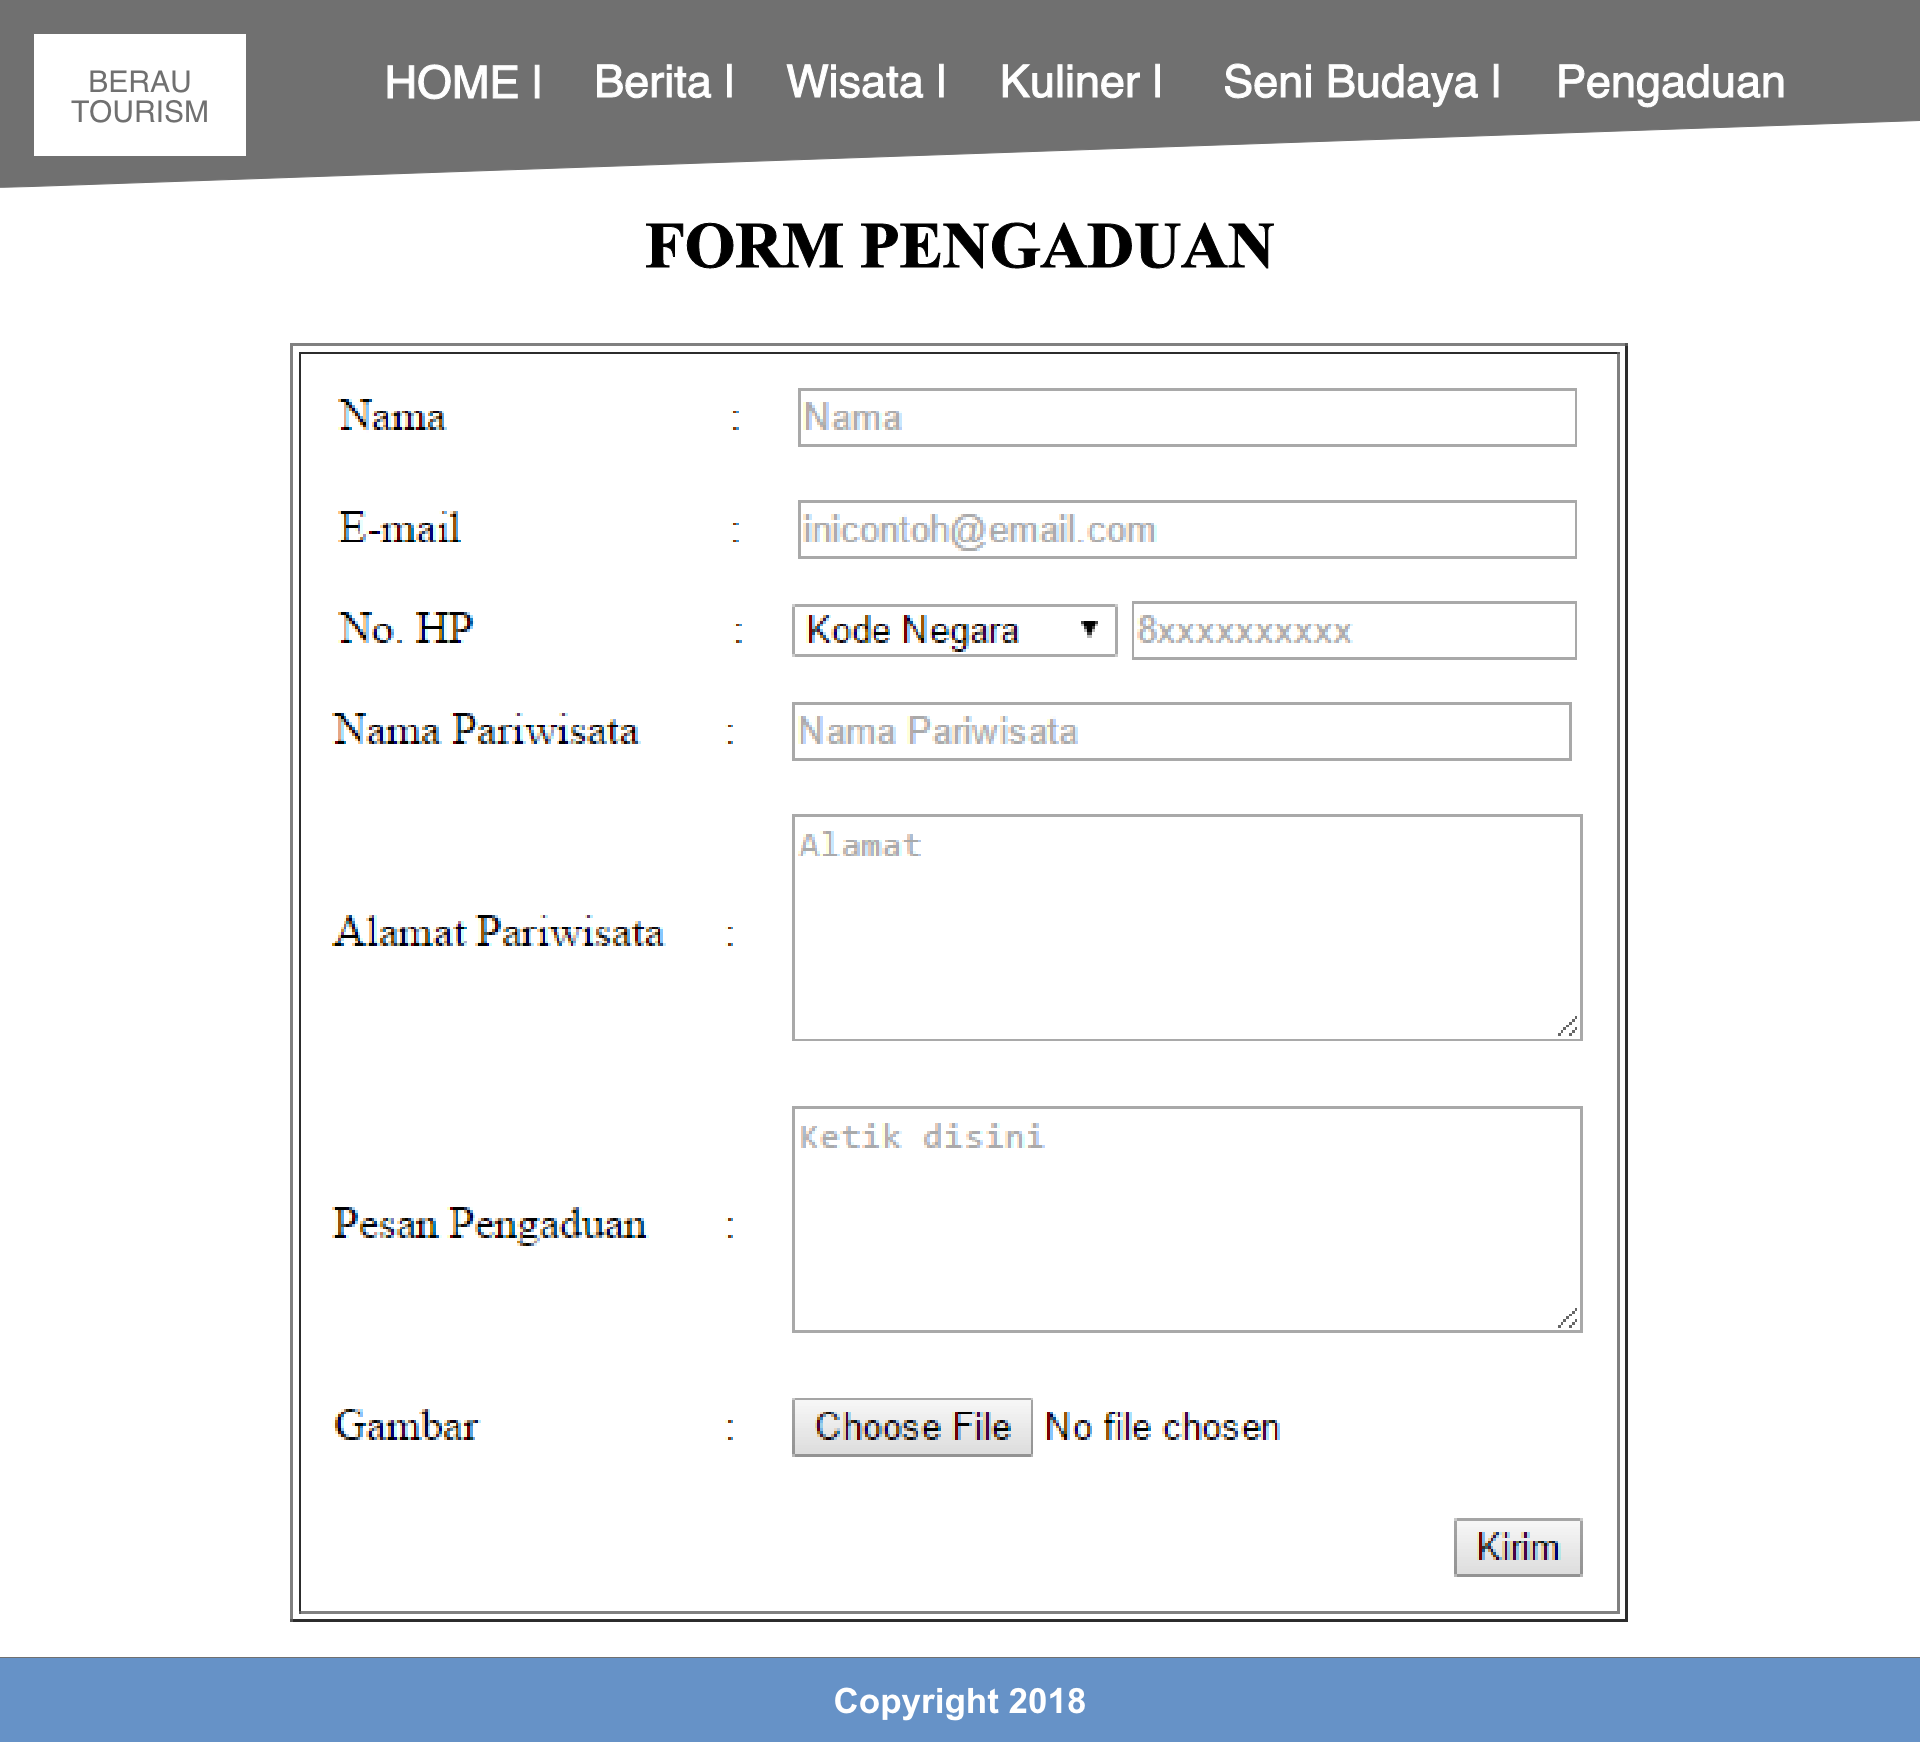 BERAU
TOURISM
HOME | Berita | Wisata | Kuliner | Seni Budaya | Pengaduan
FORM PENGADUAN
Nama : Nama
E-mail : inicontoh@email.com
No. HP : Kode Negara 8xxxxxxxxxx
Nama Pariwisata : Nama Pariwisata
Alamat
Alamat Pariwisata :
Ketik disini
Pesan Pengaduan :
Gambar : Choose File No file chosen
Kirim
Copyright 2018